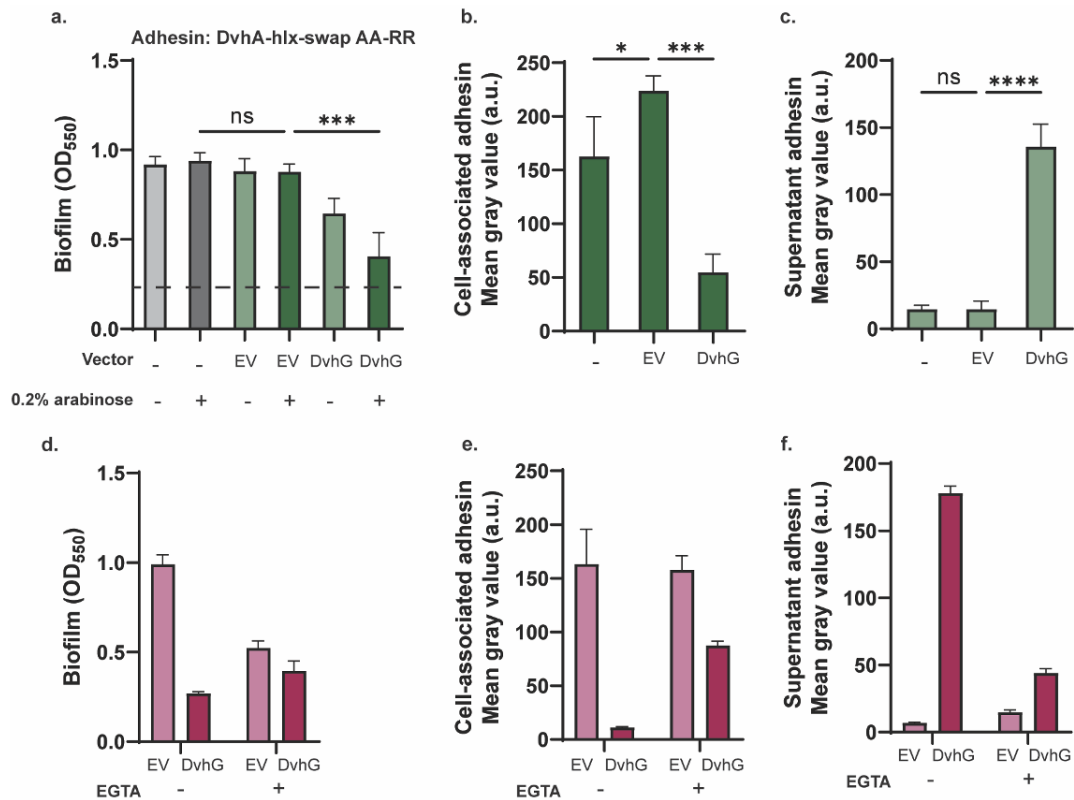 a.
Adhesin: DvhA-hlx-swap AA-RR
Biofilm (OD550)
1.5
1.0
0.5
0.0
ns
***
Vector - - EV EV DvhG DvhG
0.2% arabinose - + - + - +
b.
Cell-associated adhesin
Mean gray value (a.u.)
250
200
150
100
50
0
* ***
- EV DvhG
c.
Supernatant adhesin
Mean gray value (a.u.)
200
150
100
50
0
ns ****
- EV DvhG
d.
Biofilm (OD550)
1.5
1.0
0.5
0.0
EV DvhG EV DvhG
EGTA - +
e.
Cell-associated adhesin
Mean gray value (a.u.)
250
200
150
100
50
0
EV DvhG EV DvhG
EGTA - +
f.
Supernatant adhesin
Mean gray value (a.u.)
200
150
100
50
0
EV DvhG EV DvhG
EGTA - +